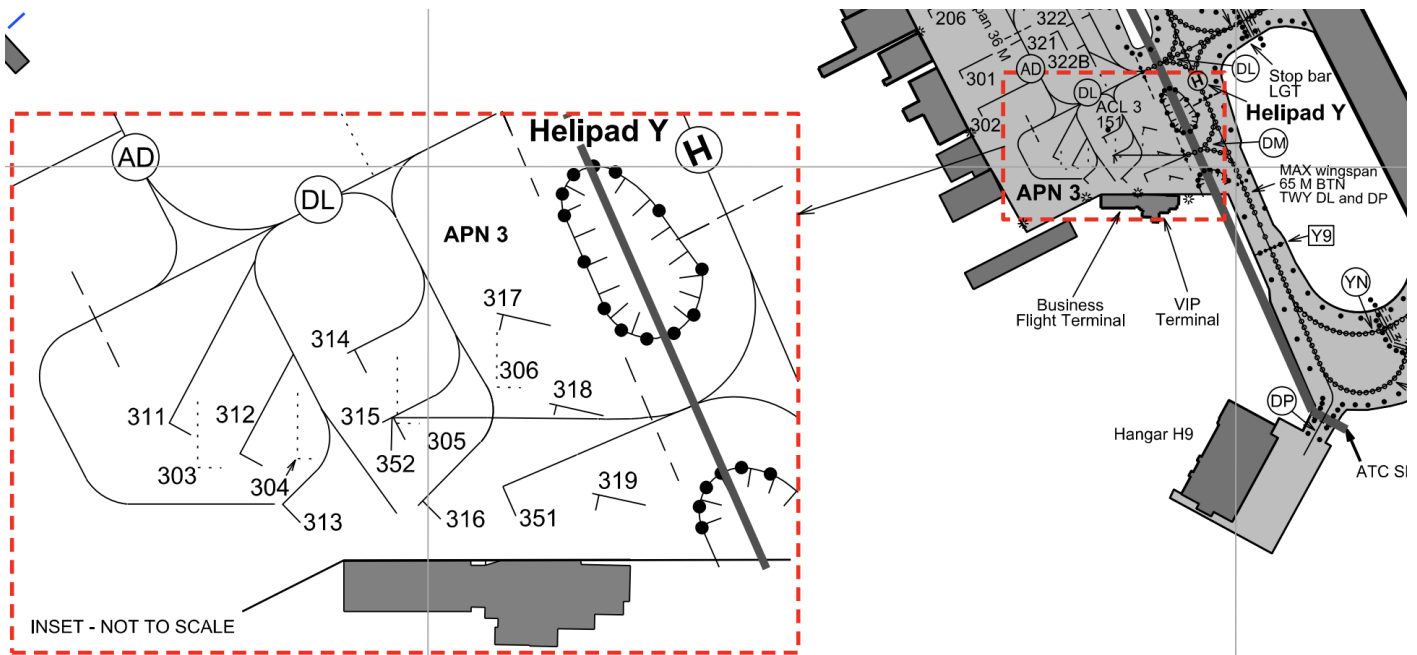 AD
DL
Helipad Y
H
APN 3
317
314
306
318
311
312
315
305
352
303
304
319
313
316
351
INSET - NOT TO SCALE
206
36 M
322
321
322B
301
AD
DL
302
ACL 3
151
APN 3
H
DL
Stop bar
LGT
Helipad Y
DM
MAX wingspan
65 M BTN
TWY DL and DP
Y9
YN
Business
Flight Terminal
VIP
Terminal
DP
Hangar H9